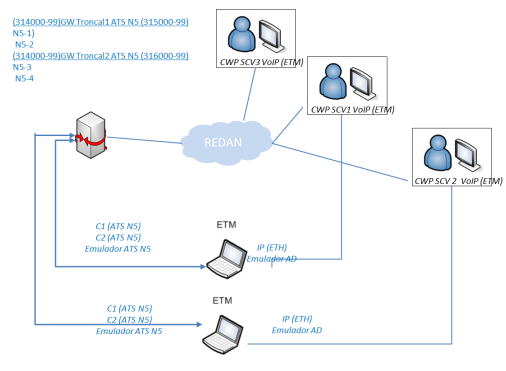 (314000-99)GW Troncal1 ATS N5 (315000-99)
N5-1)
N5-2
(314000-99)GW Troncal2 ATS N5 (316000-99)
N5-3
N5-4
CWP SCV3 VoIP (ETM)
CWP SCV1 VoIP (ETM)
REDAN
CWP SCV 2 VoIP (ETM)
ETM
C1 (ATS N5)
C2 (ATS N5)
Emulador ATS N5
IP (ETH)
Emulador AD
ETM
C1 (ATS N5)
C2 (ATS N5)
Emulador ATS N5
IP (ETH)
Emulador AD